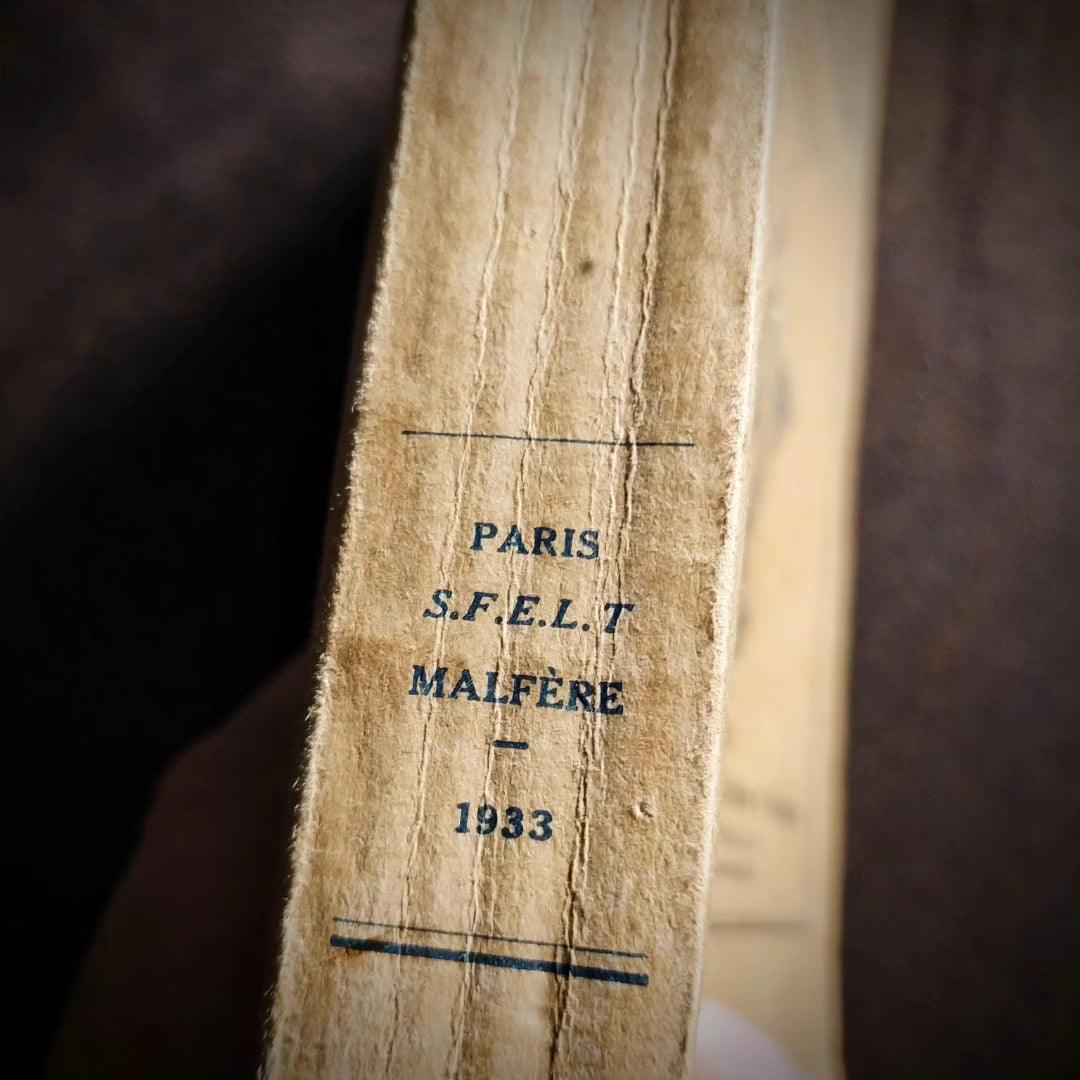 PARIS
S.F.E.L.T
MALFÈRE
—
1933